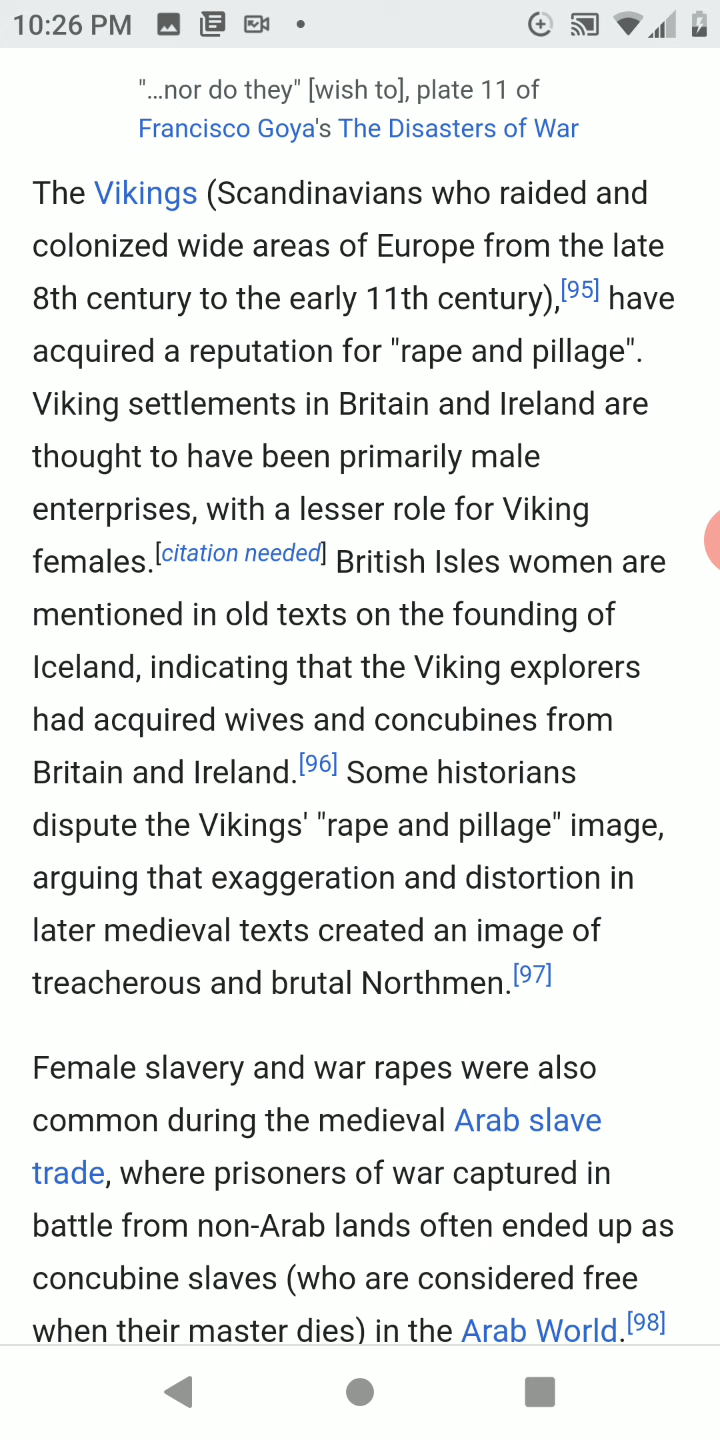 10:26 PM
"...nor do they" [wish to], plate 11 of
Francisco Goya's The Disasters of War
The Vikings (Scandinavians who raided and
colonized wide areas of Europe from the late
8th century to the early 11th century),[95] have
acquired a reputation for "rape and pillage".
Viking settlements in Britain and Ireland are
thought to have been primarily male
enterprises, with a lesser role for Viking
females.[citation needed] British Isles women are
mentioned in old texts on the founding of
Iceland, indicating that the Viking explorers
had acquired wives and concubines from
Britain and Ireland.[96] Some historians
dispute the Vikings' "rape and pillage" image,
arguing that exaggeration and distortion in
later medieval texts created an image of
treacherous and brutal Northmen.[97]
Female slavery and war rapes were also
common during the medieval Arab slave
trade, where prisoners of war captured in
battle from non-Arab lands often ended up as
concubine slaves (who are considered free
when their master dies) in the Arab World.[98]